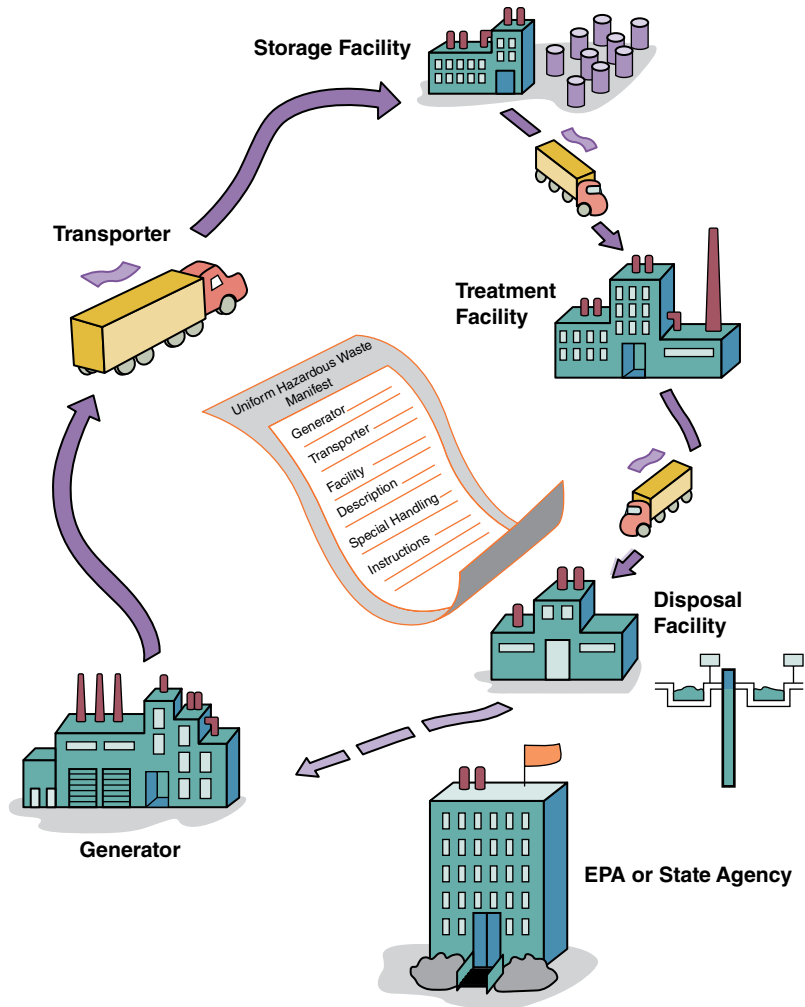 Storage Facility
Transporter
Treatment
Facility
Uniform Hazardous Waste
Manifest
Generator
Transporter
Facility
Description
Special Handling
Instructions
Disposal
Facility
Generator
EPA or State Agency